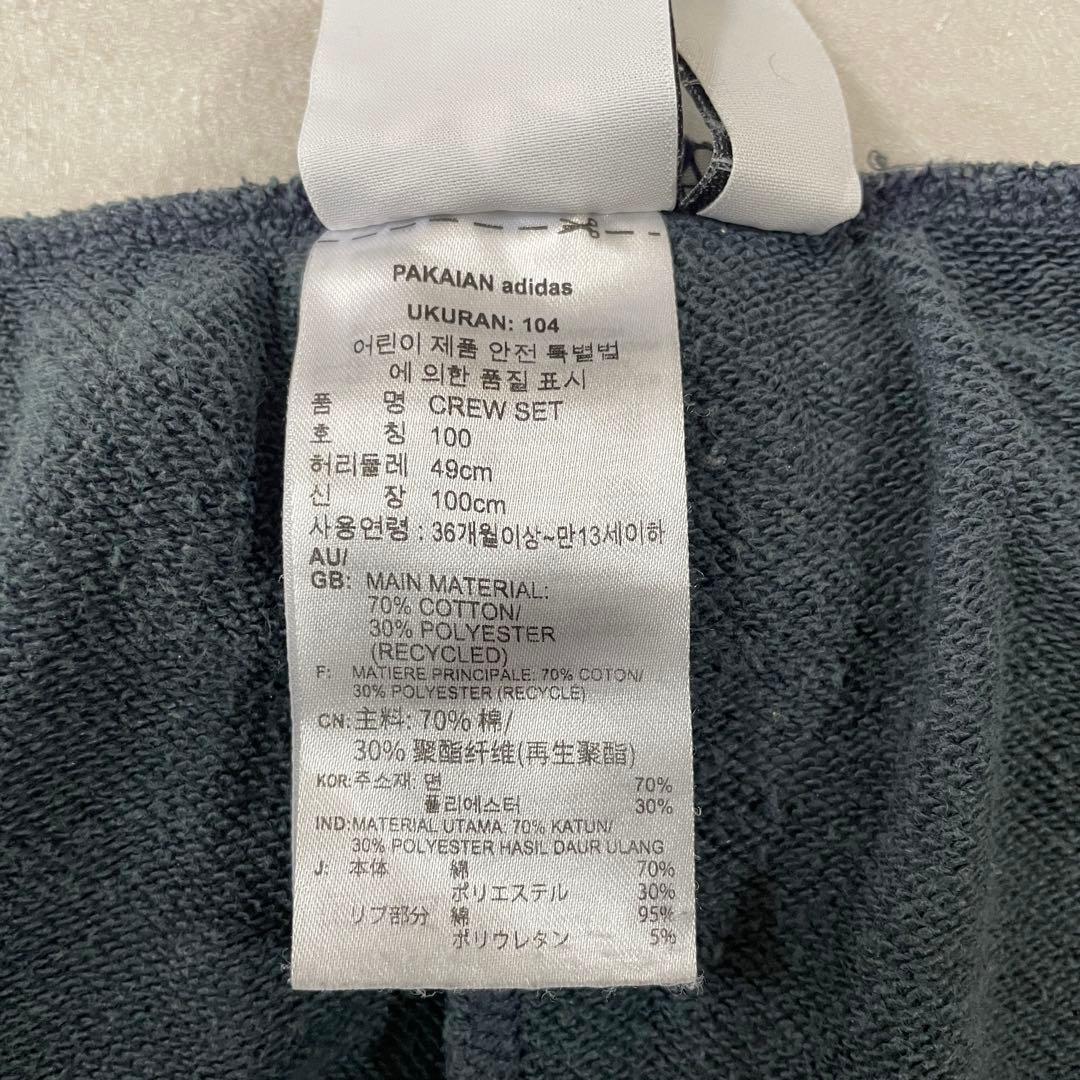 PAKAIAN adidas
UKURAN: 104
어린이 제품 안전 특별법
에 의한 품질 표시
품 명 CREW SET
호 칭 100
허리둘레 49cm
신 장 100cm
사용연령 : 36개월이상~만13세이하
AU/
GB: MAIN MATERIAL:
70% COTTON/
30% POLYESTER
(RECYCLED)
F: MATIERE PRINCIPALE: 70% COTON/
30% POLYESTER (RECYCLE)
CN: 主料: 70% 棉/
30% 聚酯纤维(再生聚酯)
KOR: 주소재: 면 70%
폴리에스터 30%
IND: MATERIAL UTAMA: 70% KATUN/
30% POLYESTER HASIL DAUR ULANG
J: 本体 綿 70%
ポリエステル 30%
リブ部分 綿 95%
ポリウレタン 5%